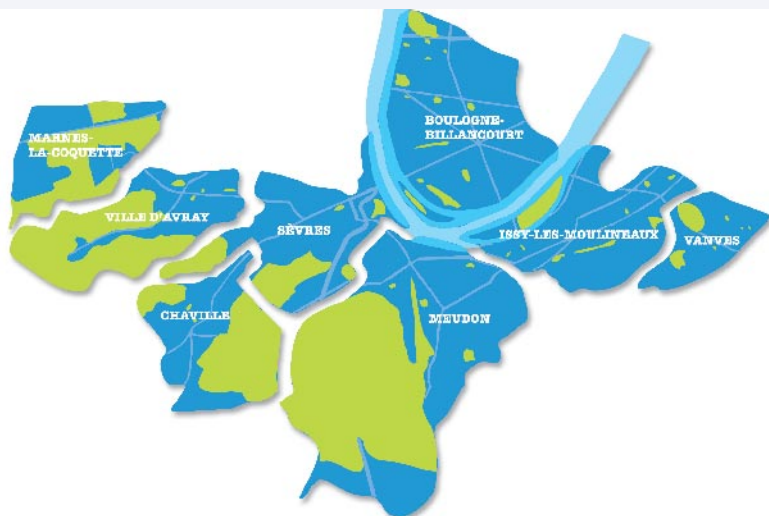 BOULOGNE-
BILLANCOURT
MARNES-
LA-COQUETTE
VILLE D'AVRAY
SÈVRES
ISSY-LES-MOULINEAUX
VANVES
CHAVILLE
MEUDON